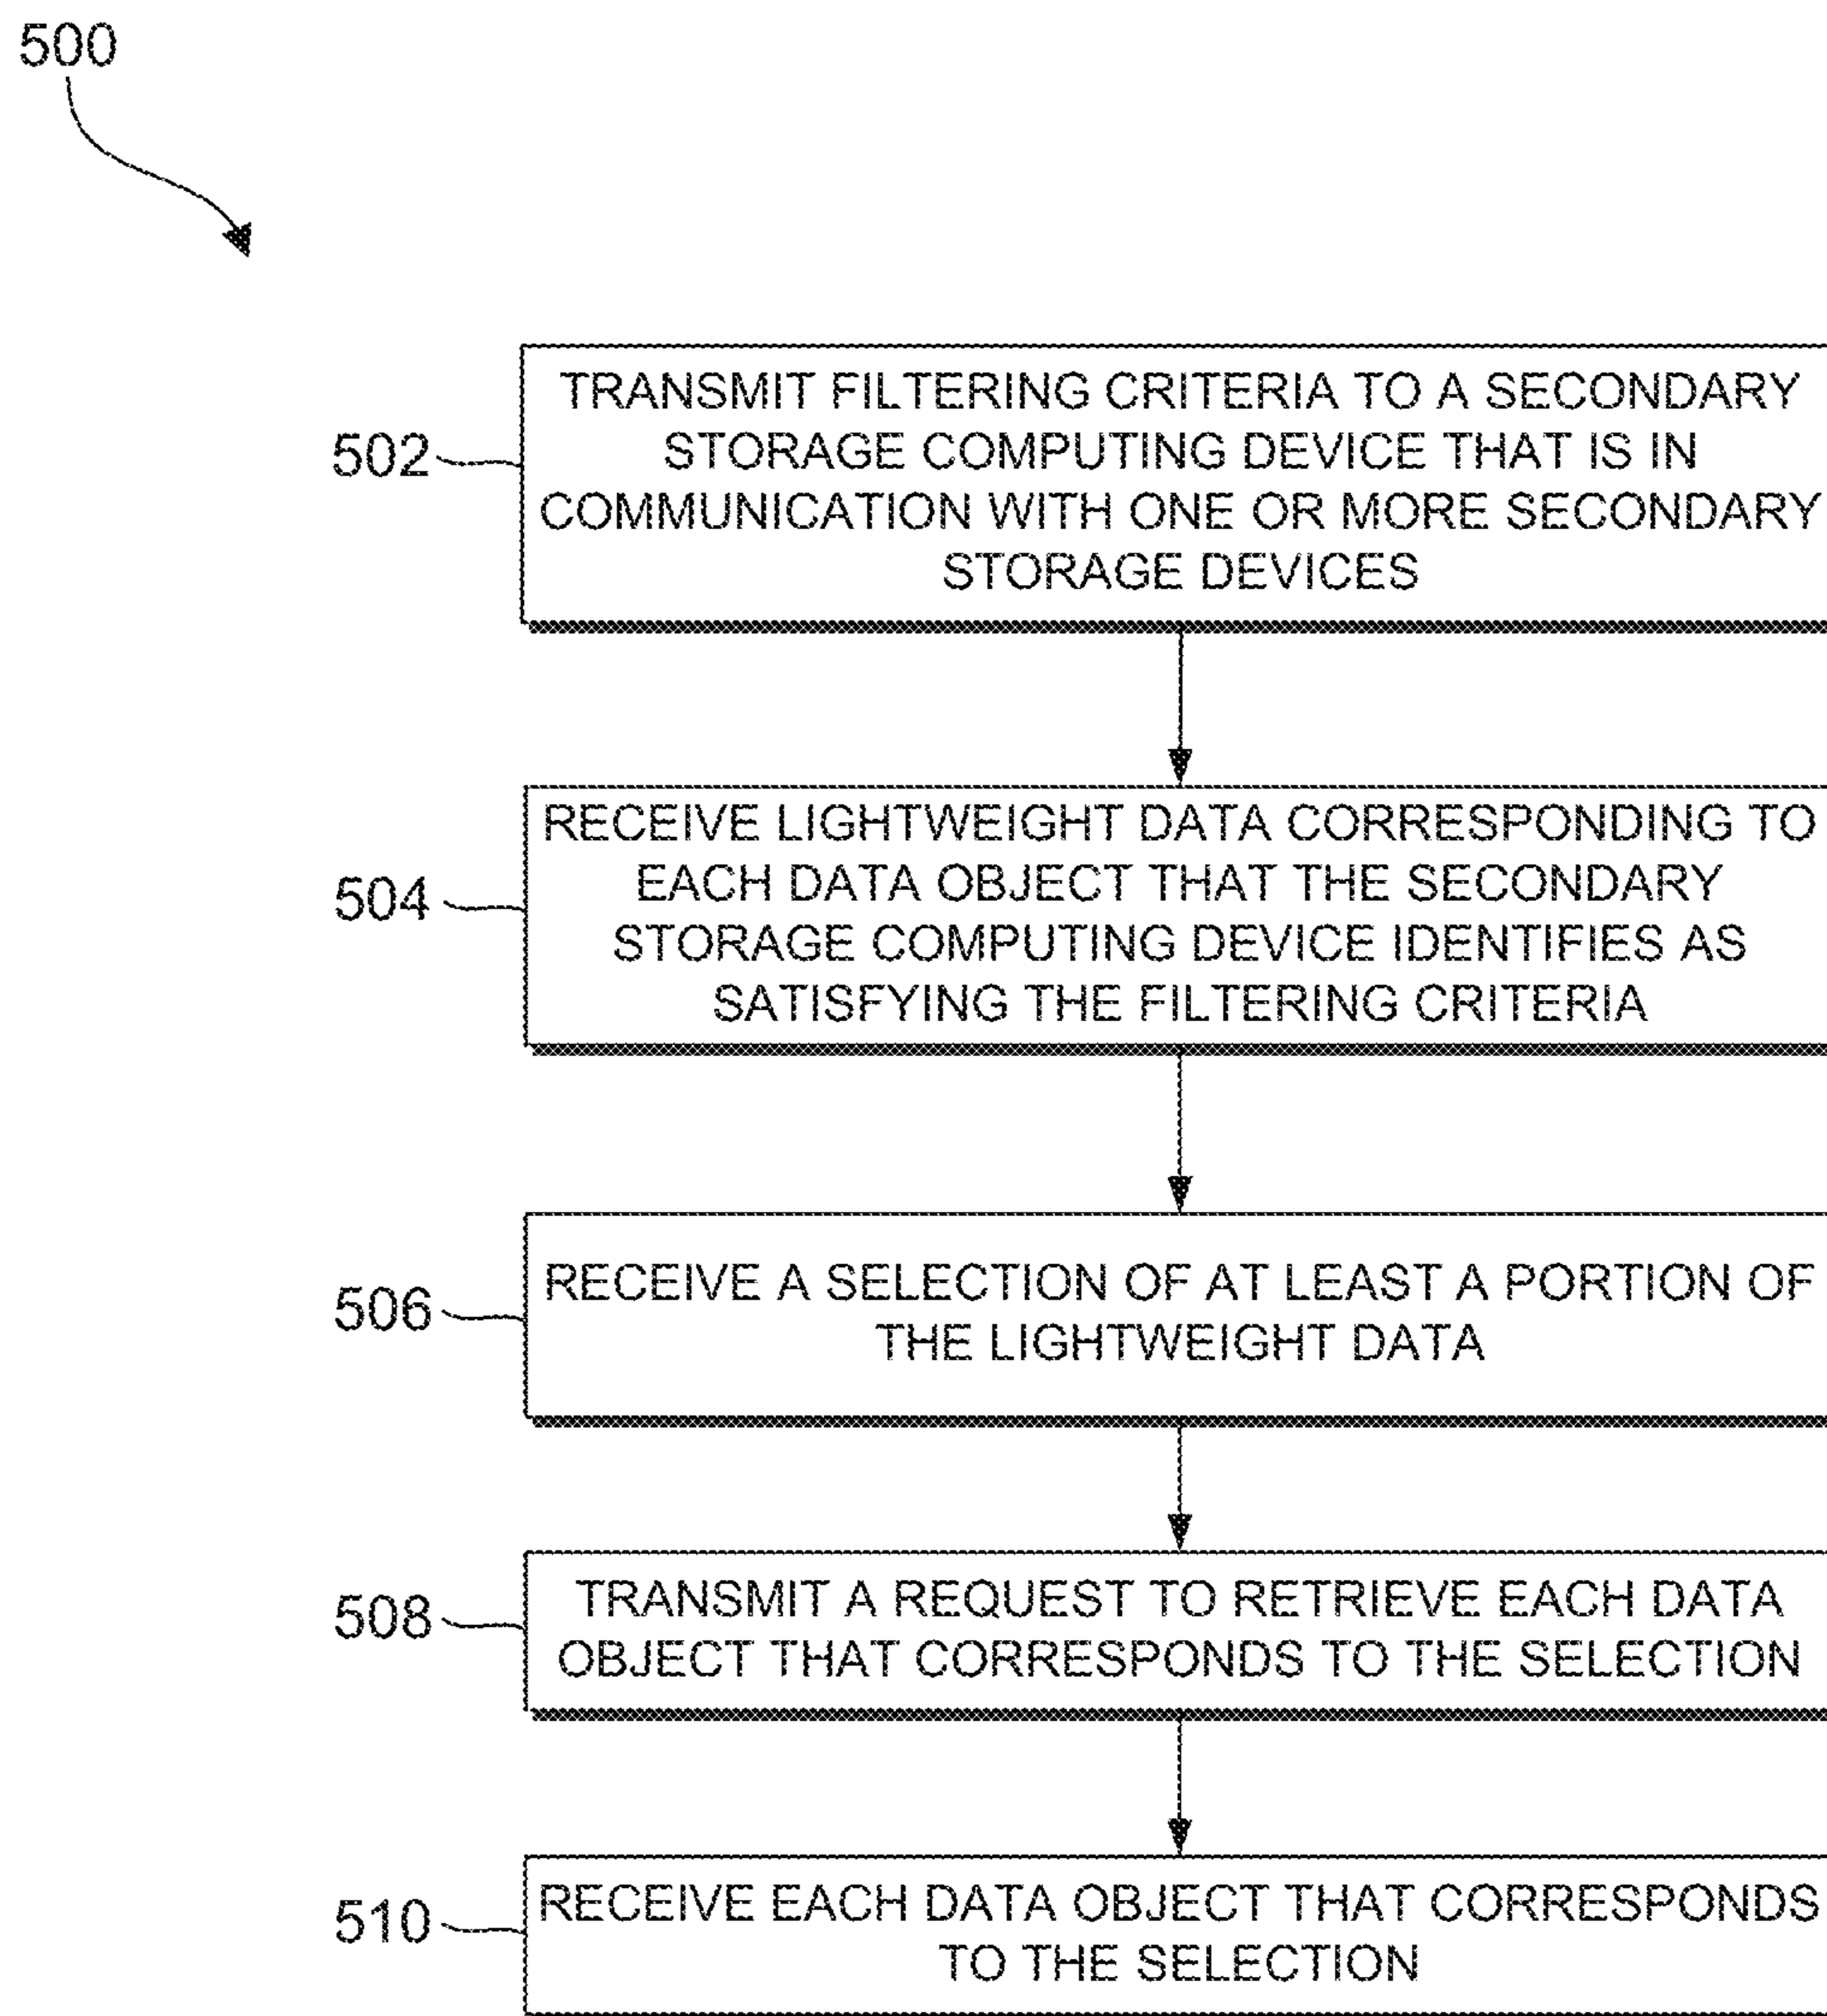 500
502
TRANSMIT FILTERING CRITERIA TO A SECONDARY
STORAGE COMPUTING DEVICE THAT IS IN
COMMUNICATION WITH ONE OR MORE SECONDARY
STORAGE DEVICES
504
RECEIVE LIGHTWEIGHT DATA CORRESPONDING TO
EACH DATA OBJECT THAT THE SECONDARY
STORAGE COMPUTING DEVICE IDENTIFIES AS
SATISFYING THE FILTERING CRITERIA
506
RECEIVE A SELECTION OF AT LEAST A PORTION OF
THE LIGHTWEIGHT DATA
508
TRANSMIT A REQUEST TO RETRIEVE EACH DATA
OBJECT THAT CORRESPONDS TO THE SELECTION
510
RECEIVE EACH DATA OBJECT THAT CORRESPONDS
TO THE SELECTION